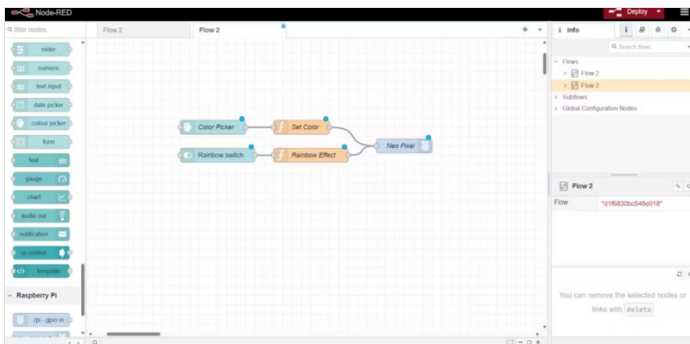 Node-RED
Deploy
filter nodes
Flow 2
Flow 2
info
i
Search flows
slider
numeric
text input
date picker
colour picker
form
text
gauge
chart
audio out
notification
ui control
template
Raspberry Pi
rpi - gpio in
Color Picker
Set Color
Rainbow switch
Rainbow Effect
Neo Pixel
Flows
Flow 2
Flow 2
Subflows
Global Configuration Nodes
Flow 2
Flow
You can remove the selected nodes or
links with delete